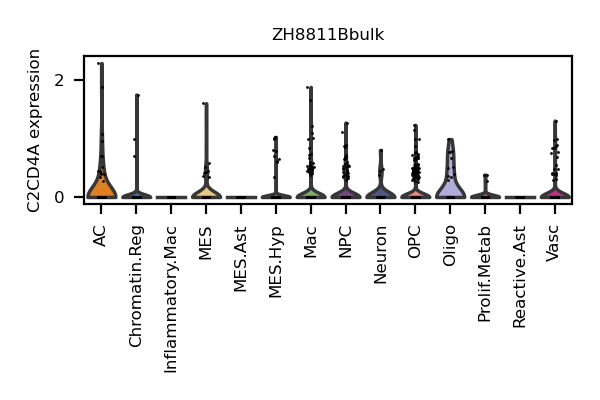 ZH8811Bbulk
C2CD4A expression
2
0
AC
Chromatin.Reg
Inflammatory.Mac
MES
MES.Ast
MES.Hyp
Mac
NPC
Neuron
OPC
Oligo
Prolif.Metab
Reactive.Ast
Vasc